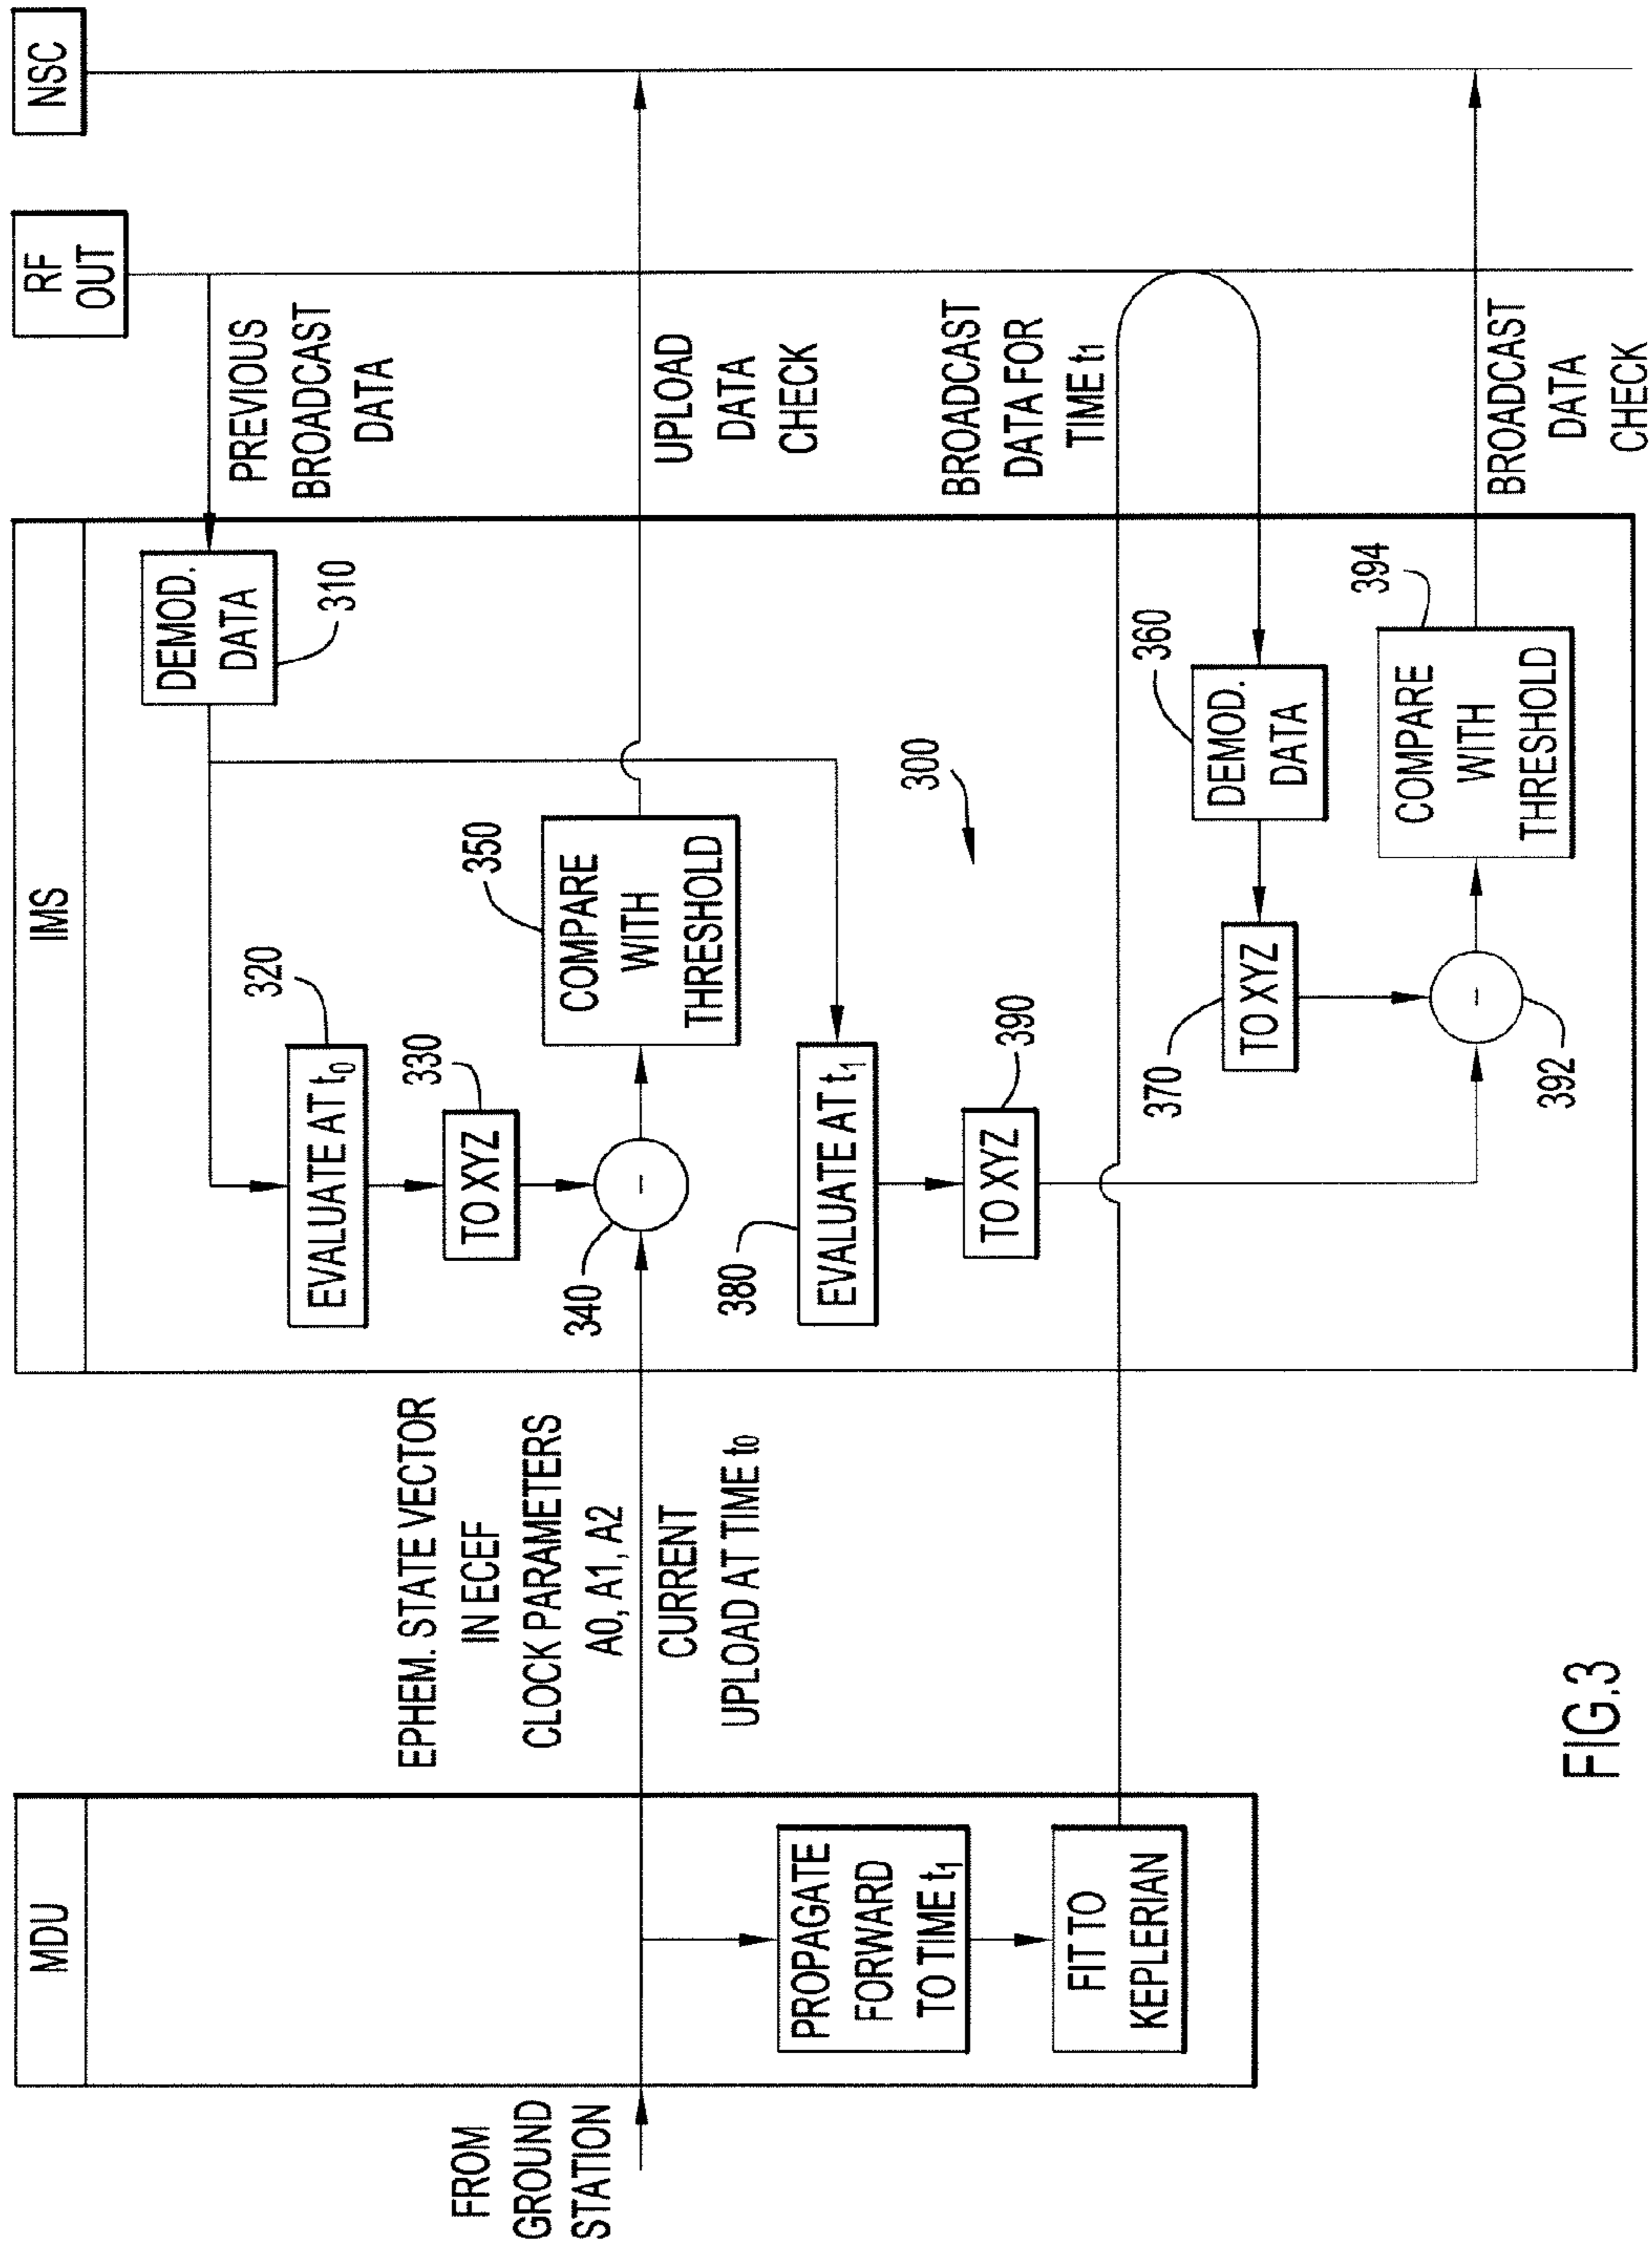 MDU
IMS
RF
OUT
NSC
DEMOD.
DATA
310
PREVIOUS
BROADCAST
DATA
EVALUATE AT t0
320
TO XYZ
330
EPHEM. STATE VECTOR
IN ECEF
CLOCK PARAMETERS
A0, A1, A2
FROM
GROUND
STATION
CURRENT
UPLOAD AT TIME t0
-
340
COMPARE
WITH
THRESHOLD
350
UPLOAD
DATA
CHECK
PROPAGATE
FORWARD
TO TIME t1
FIT TO
KEPLERIAN
EVALUATE AT t1
380
TO XYZ
390
300
BROADCAST
DATA FOR
TIME t1
DEMOD.
DATA
360
TO XYZ
370
-
392
COMPARE
WITH
THRESHOLD
394
BROADCAST
DATA
CHECK
FIG.3